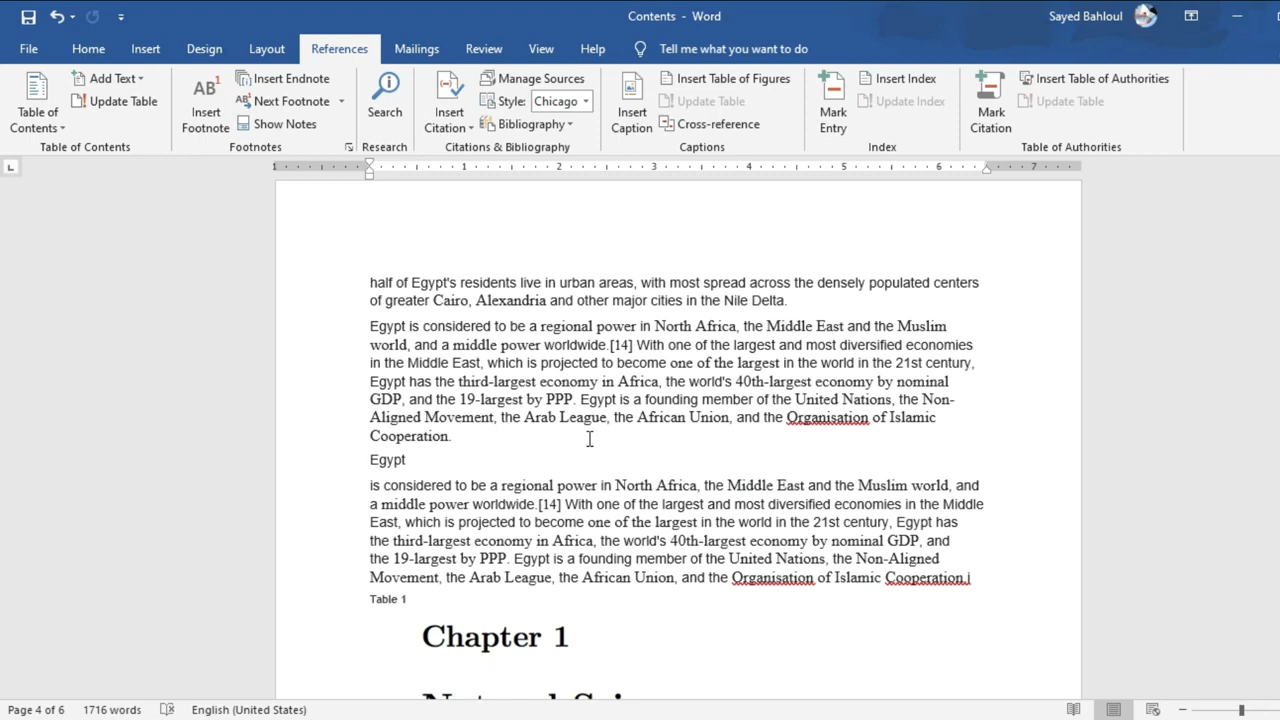 Contents - Word
Sayed Bahloul
File Home Insert Design Layout References Mailings Review View Help Tell me what you want to do
Table of Contents
Add Text
Update Table
Table of Contents
AB1
Insert Footnote
Insert Endnote
Next Footnote
Show Notes
Footnotes
Search
Research
Insert Citation
Manage Sources
Style: Chicago
Bibliography
Citations & Bibliography
Insert Caption
Insert Table of Figures
Update Table
Cross-reference
Captions
Mark Entry
Insert Index
Update Index
Index
Mark Citation
Insert Table of Authorities
Update Table
Table of Authorities
1 1 2 3 4 5 6 7
half of Egypt's residents live in urban areas, with most spread across the densely populated centers
of greater Cairo, Alexandria and other major cities in the Nile Delta.
Egypt is considered to be a regional power in North Africa, the Middle East and the Muslim
world, and a middle power worldwide.[14] With one of the largest and most diversified economies
in the Middle East, which is projected to become one of the largest in the world in the 21st century,
Egypt has the third-largest economy in Africa, the world's 40th-largest economy by nominal
GDP, and the 19-largest by PPP. Egypt is a founding member of the United Nations, the Non-
Aligned Movement, the Arab League, the African Union, and the Organisation of Islamic
Cooperation.
Egypt
is considered to be a regional power in North Africa, the Middle East and the Muslim world, and
a middle power worldwide.[14] With one of the largest and most diversified economies in the Middle
East, which is projected to become one of the largest in the world in the 21st century, Egypt has
the third-largest economy in Africa, the world's 40th-largest economy by nominal GDP, and
the 19-largest by PPP. Egypt is a founding member of the United Nations, the Non-Aligned
Movement, the Arab League, the African Union, and the Organisation of Islamic Cooperation.j
Table 1
Chapter 1
Page 4 of 6 1716 words English (United States)